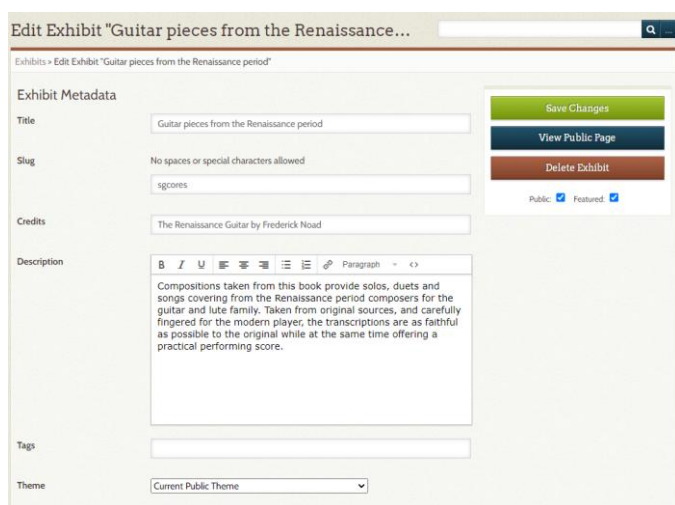 Edit Exhibit "Guitar pieces from the Renaissance...
...
Exhibits > Edit Exhibit "Guitar pieces from the Renaissance period"
Exhibit Metadata
Title
Guitar pieces from the Renaissance period
Slug
No spaces or special characters allowed
sgcores
Credits
The Renaissance Guitar by Frederick Noad
Description
B I U Paragraph <>
Compositions taken from this book provide solos, duets and
songs covering from the Renaissance period composers for the
guitar and lute family. Taken from original sources, and carefully
fingered for the modern player, the transcriptions are as faithful
as possible to the original while at the same time offering a
practical performing score.
Tags
Theme
Current Public Theme
Save Changes
View Public Page
Delete Exhibit
Public: Featured: